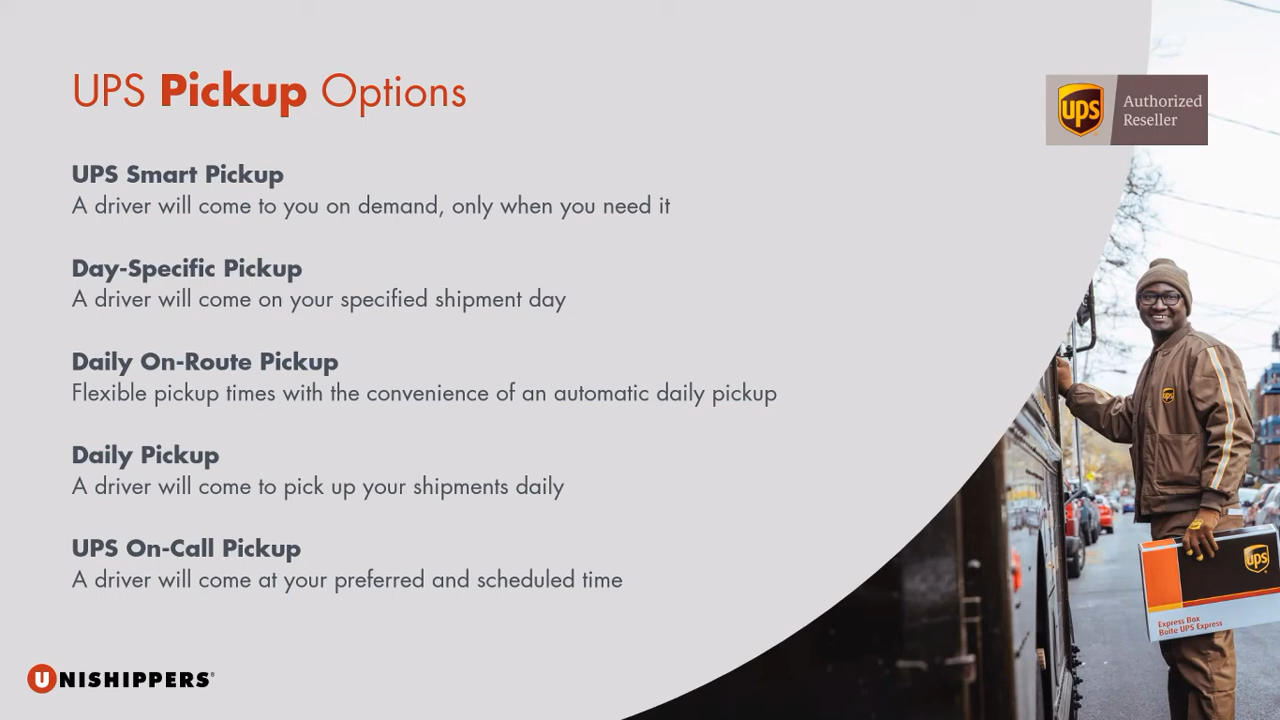 UPS Pickup Options
ups
Authorized
Reseller
UPS Smart Pickup
A driver will come to you on demand, only when you need it
Day-Specific Pickup
A driver will come on your specified shipment day
Daily On-Route Pickup
Flexible pickup times with the convenience of an automatic daily pickup
Daily Pickup
A driver will come to pick up your shipments daily
UPS On-Call Pickup
A driver will come at your preferred and scheduled time
ups
ups
Express Box
Boîte UPS Express
UNISHIPPERS®